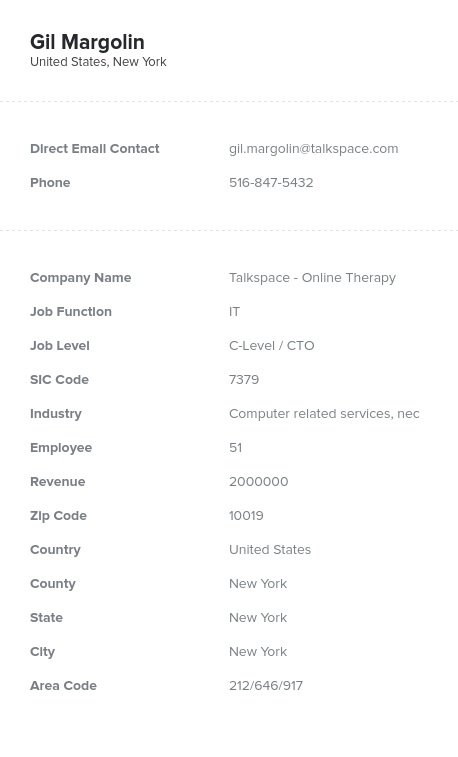 Gil Margolin
United States, New York
Direct Email Contact gil.margolin@talkspace.com
Phone 516-847-5432
Company Name Talkspace - Online Therapy
Job Function IT
Job Level C-Level / CTO
SIC Code 7379
Industry Computer related services, nec
Employee 51
Revenue 2000000
Zip Code 10019
Country United States
County New York
State New York
City New York
Area Code 212/646/917